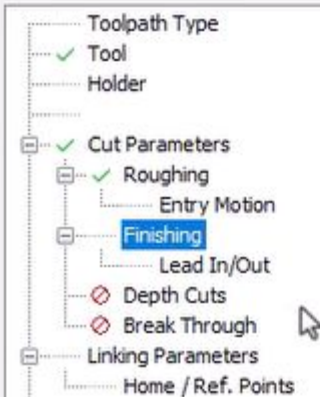 Toolpath Type
Tool
Holder
Cut Parameters
Roughing
Entry Motion
Finishing
Lead In/Out
Depth Cuts
Break Through
Linking Parameters
Home / Ref. Points